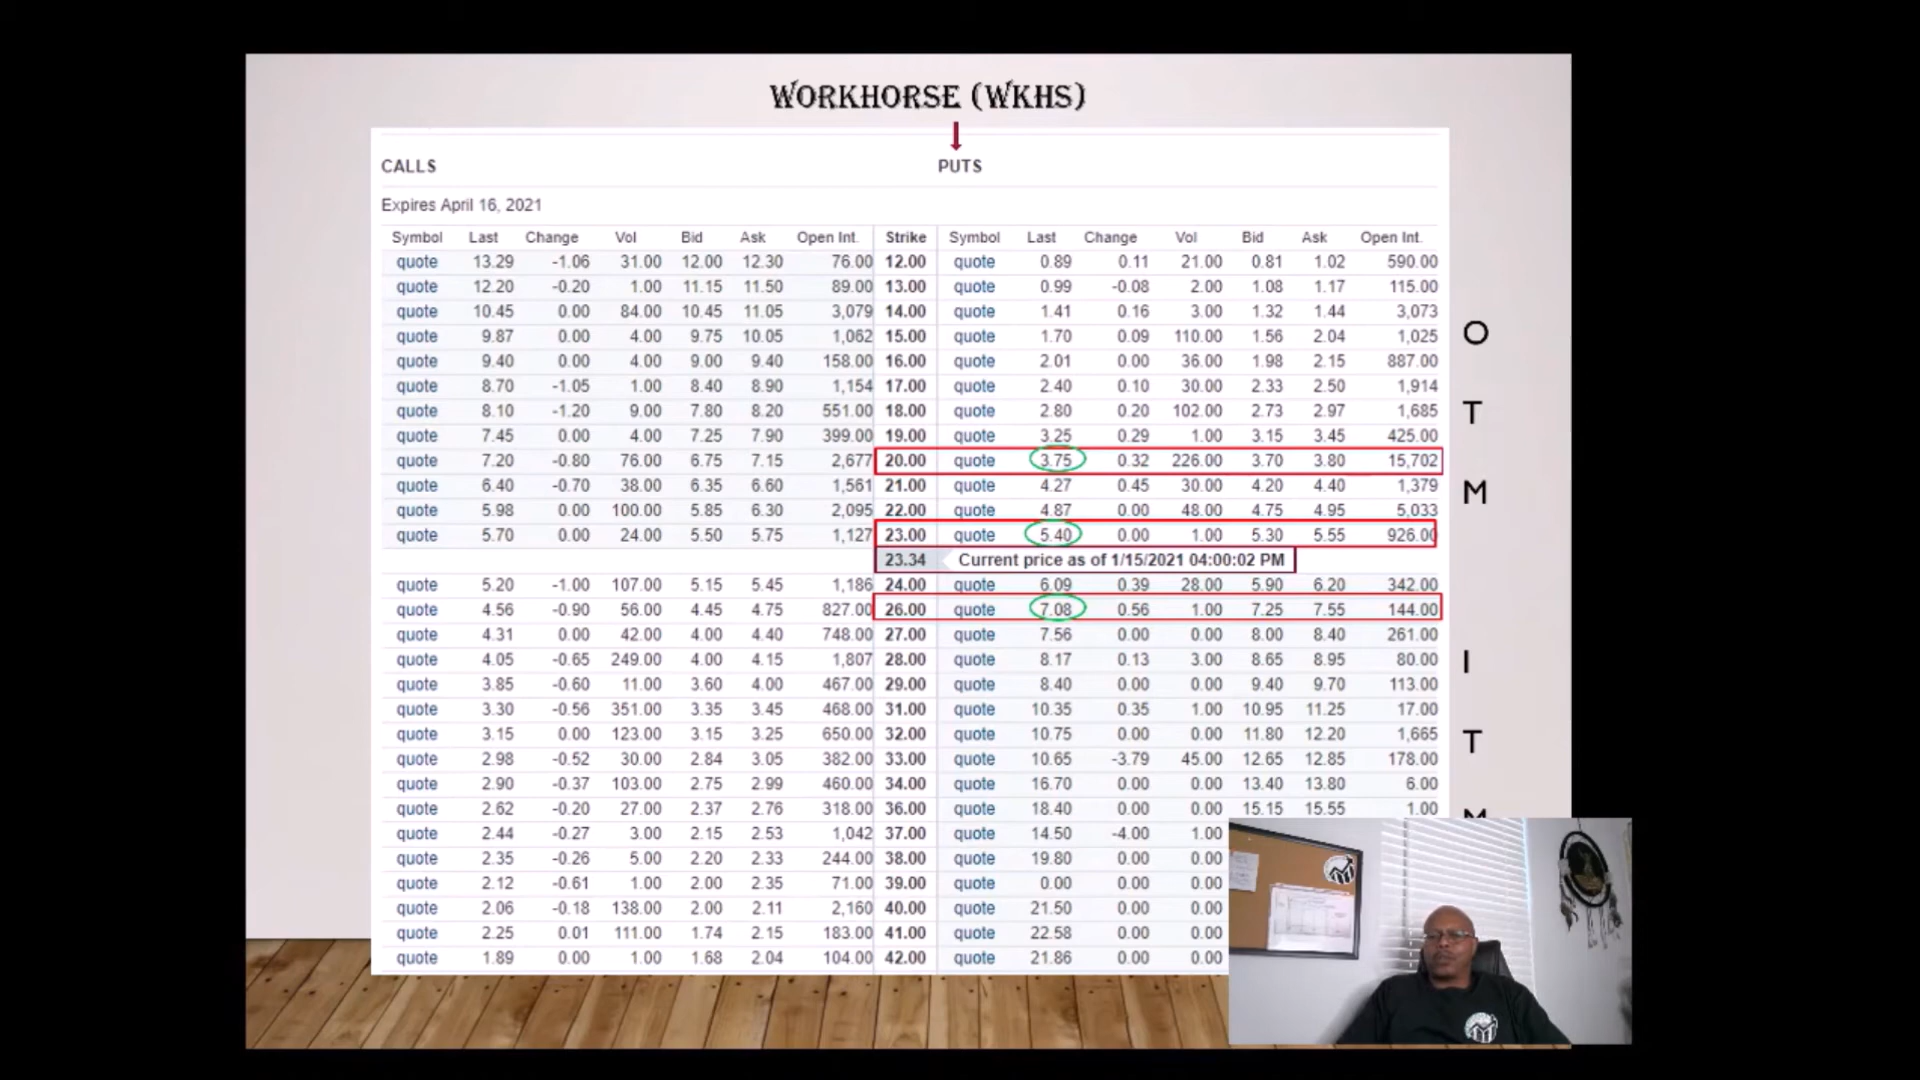 WORKHORSE (WKHS)
CALLS PUTS
Expires April 16, 2021
Symbol Last Change Vol Bid Ask Open Int. Strike Symbol Last Change Vol Bid Ask Open Int.
quote 13.29 -1.06 31.00 12.00 12.30 76.00 12.00 quote 0.89 0.11 21.00 0.81 1.02 590.00
quote 12.20 -0.20 1.00 11.15 11.50 89.00 13.00 quote 0.99 -0.08 2.00 1.08 1.17 115.00
quote 10.45 0.00 84.00 10.45 11.05 3,079 14.00 quote 1.41 0.16 3.00 1.32 1.44 3,073
quote 9.87 0.00 4.00 9.75 10.05 1,062 15.00 quote 1.70 0.09 110.00 1.56 2.04 1,025
O
quote 9.40 0.00 4.00 9.00 9.40 158.00 16.00 quote 2.01 0.00 36.00 1.98 2.15 887.00
quote 8.70 -1.05 1.00 8.40 8.90 1,154 17.00 quote 2.40 0.10 30.00 2.33 2.50 1,914
quote 8.10 -1.20 9.00 7.80 8.20 551.00 18.00 quote 2.80 0.20 102.00 2.73 2.97 1,685
T
quote 7.45 0.00 4.00 7.25 7.90 399.00 19.00 quote 3.25 0.29 1.00 3.15 3.45 425.00
quote 7.20 -0.80 76.00 6.75 7.15 2,677 20.00 quote 3.75 0.32 226.00 3.70 3.80 15,702
quote 6.40 -0.70 38.00 6.35 6.60 1,561 21.00 quote 4.27 0.45 30.00 4.20 4.40 1,379
M
quote 5.98 0.00 100.00 5.85 6.30 2,095 22.00 quote 4.87 0.00 48.00 4.75 4.95 5,033
quote 5.70 0.00 24.00 5.50 5.75 1,127 23.00 quote 5.40 0.00 1.00 5.30 5.55 926.00
23.34 Current price as of 1/15/2021 04:00:02 PM
quote 5.20 -1.00 107.00 5.15 5.45 1,186 24.00 quote 6.09 0.39 28.00 5.90 6.20 342.00
quote 4.56 -0.90 56.00 4.45 4.75 827.00 26.00 quote 7.08 0.56 1.00 7.25 7.55 144.00
quote 4.31 0.00 42.00 4.00 4.40 748.00 27.00 quote 7.56 0.00 0.00 8.00 8.40 261.00
quote 4.05 -0.65 249.00 4.00 4.15 1,807 28.00 quote 8.17 0.13 3.00 8.65 8.95 80.00
I
quote 3.85 -0.60 11.00 3.60 4.00 467.00 29.00 quote 8.40 0.00 0.00 9.40 9.70 113.00
quote 3.30 -0.56 351.00 3.35 3.45 468.00 31.00 quote 10.35 0.35 1.00 10.95 11.25 17.00
quote 3.15 0.00 123.00 3.15 3.25 650.00 32.00 quote 10.75 0.00 0.00 11.80 12.20 1,665
T
quote 2.98 -0.52 30.00 2.84 3.05 382.00 33.00 quote 10.65 -3.79 45.00 12.65 12.85 178.00
quote 2.90 -0.37 103.00 2.75 2.99 460.00 34.00 quote 16.70 0.00 0.00 13.40 13.80 6.00
quote 2.62 -0.20 27.00 2.37 2.76 318.00 36.00 quote 18.40 0.00 0.00 15.15 15.55 1.00
quote 2.44 -0.27 3.00 2.15 2.53 1,042 37.00 quote 14.50 -4.00 1.00
quote 2.35 -0.26 5.00 2.20 2.33 244.00 38.00 quote 19.80 0.00 0.00
quote 2.12 -0.61 1.00 2.00 2.35 71.00 39.00 quote 0.00 0.00 0.00
quote 2.06 -0.18 138.00 2.00 2.11 2,160 40.00 quote 21.50 0.00 0.00
quote 2.25 0.01 111.00 1.74 2.15 183.00 41.00 quote 22.58 0.00 0.00
quote 1.89 0.00 1.00 1.68 2.04 104.00 42.00 quote 21.86 0.00 0.00